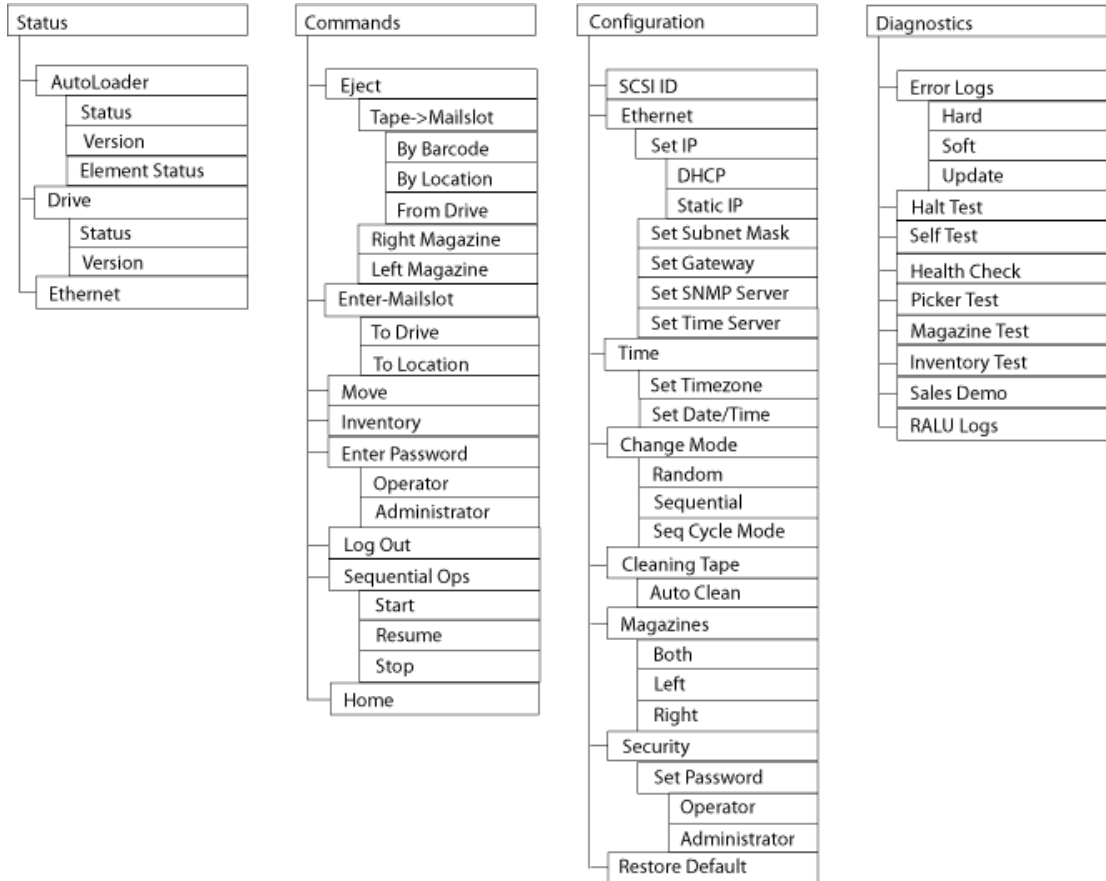 Status
AutoLoader
Status
Version
Element Status
Drive
Status
Version
Ethernet
Commands
Eject
Tape->Mailslot
By Barcode
By Location
From Drive
Right Magazine
Left Magazine
Enter-Mailslot
To Drive
To Location
Move
Inventory
Enter Password
Operator
Administrator
Log Out
Sequential Ops
Start
Resume
Stop
Home
Configuration
SCSI ID
Ethernet
Set IP
DHCP
Static IP
Set Subnet Mask
Set Gateway
Set SNMP Server
Set Time Server
Time
Set Timezone
Set Date/Time
Change Mode
Random
Sequential
Seq Cycle Mode
Cleaning Tape
Auto Clean
Magazines
Both
Left
Right
Security
Set Password
Operator
Administrator
Restore Default
Diagnostics
Error Logs
Hard
Soft
Update
Halt Test
Self Test
Health Check
Picker Test
Magazine Test
Inventory Test
Sales Demo
RALU Logs